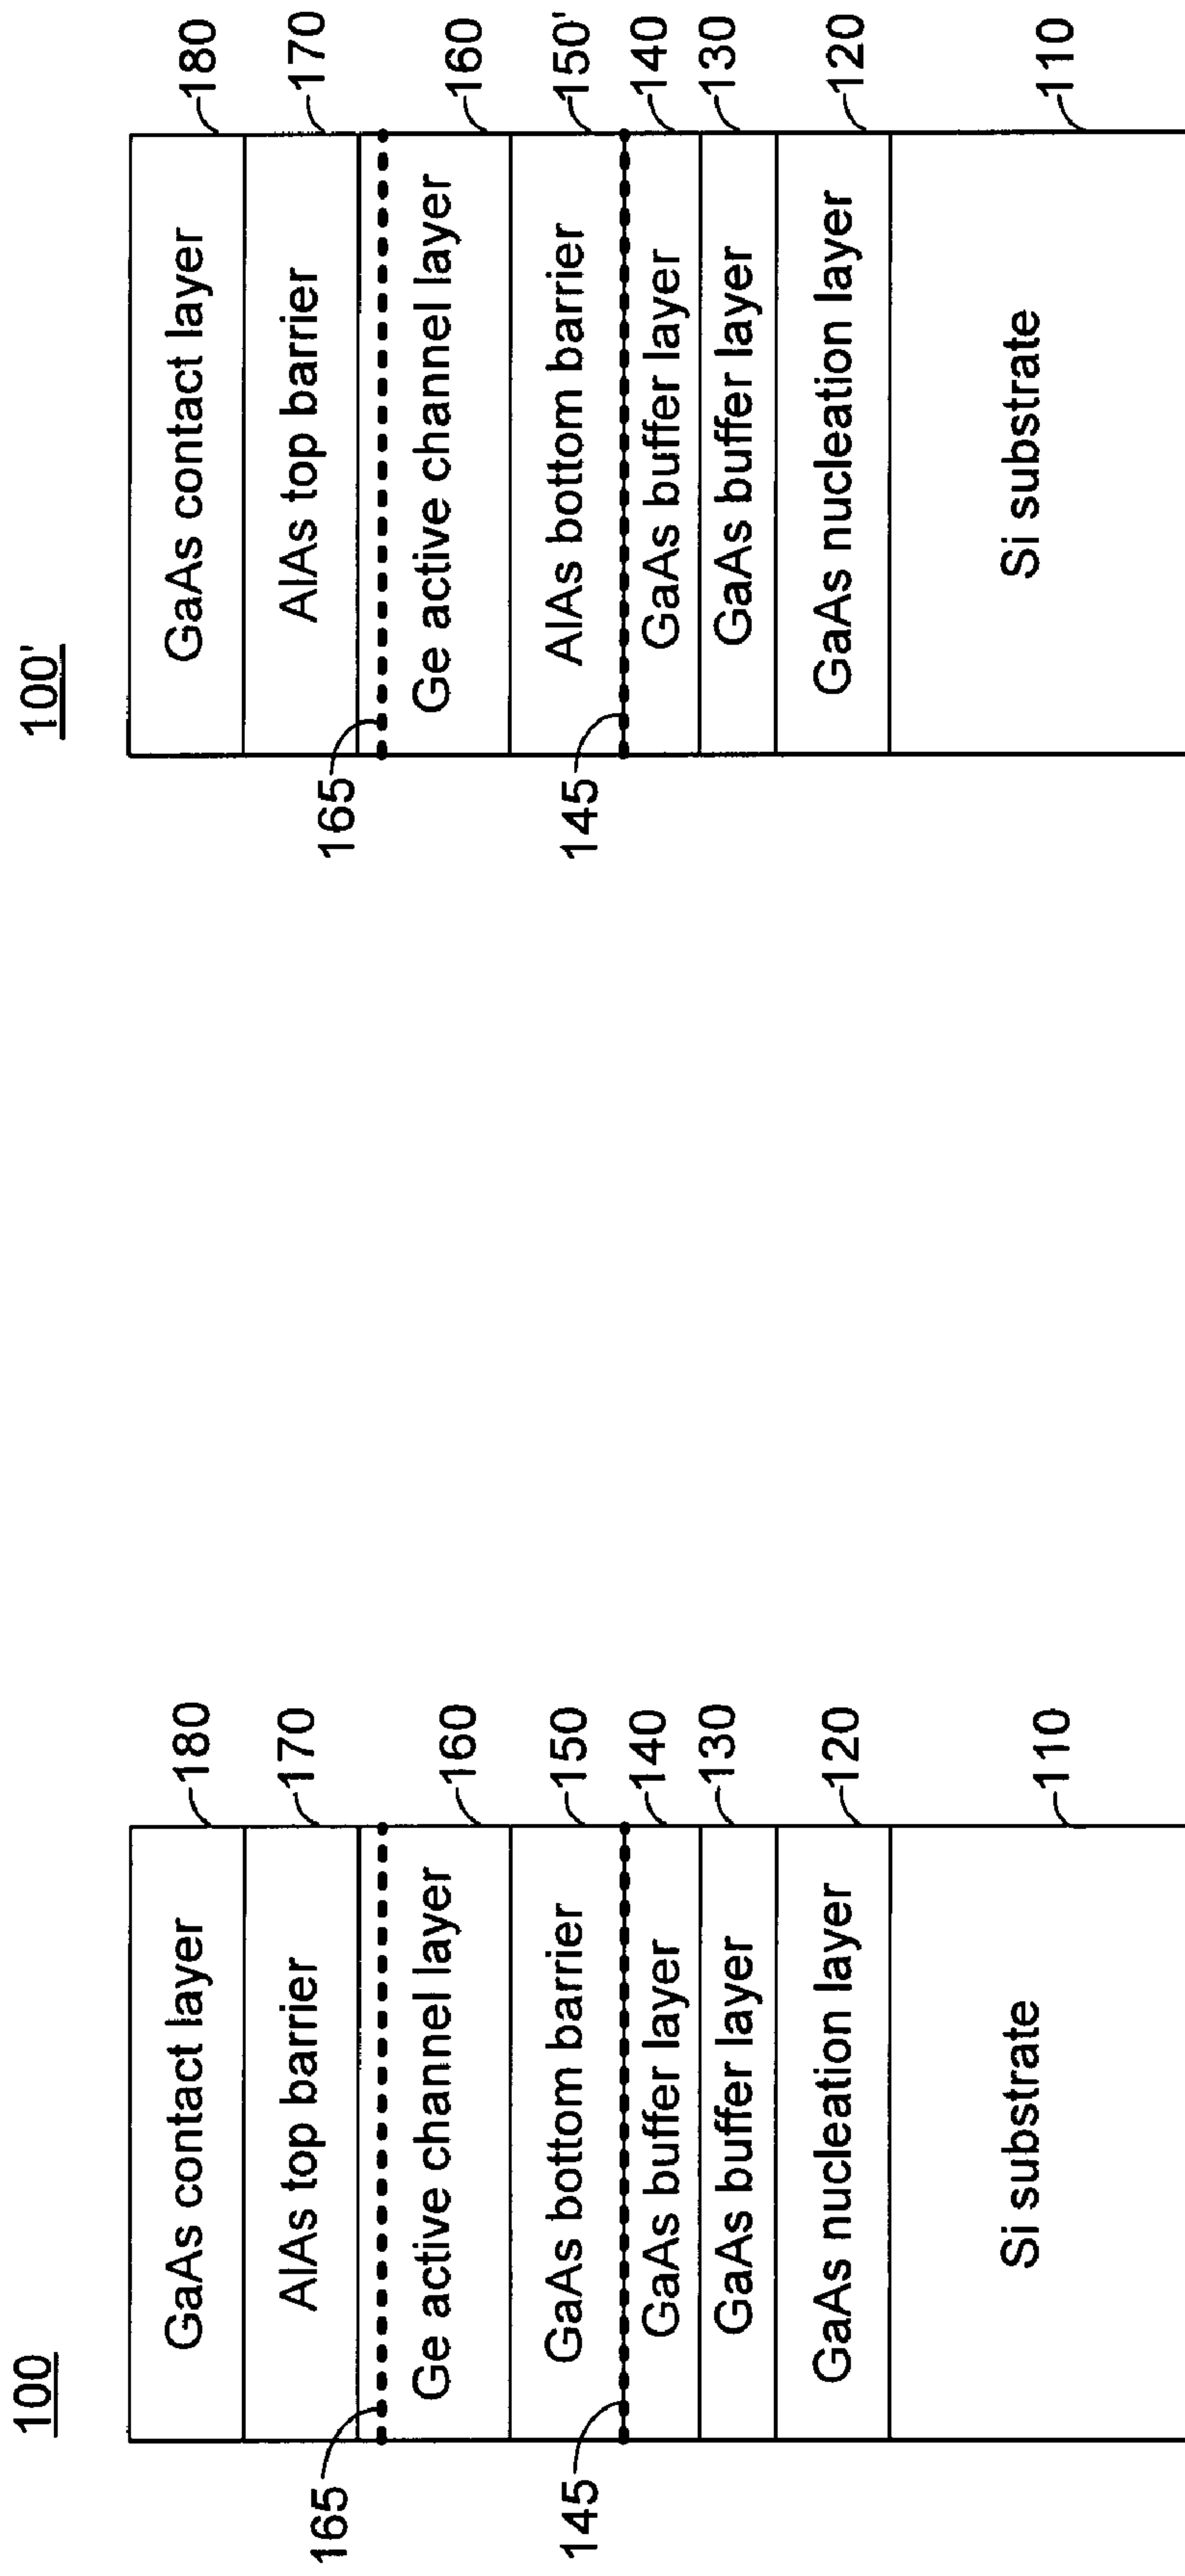 100
GaAs contact layer 180
AlAs top barrier 170
165
Ge active channel layer 160
GaAs bottom barrier 150
145
GaAs buffer layer 140
GaAs buffer layer 130
GaAs nucleation layer 120
Si substrate 110
100'
GaAs contact layer 180
AlAs top barrier 170
165
Ge active channel layer 160
AlAs bottom barrier 150'
145
GaAs buffer layer 140
GaAs buffer layer 130
GaAs nucleation layer 120
Si substrate 110